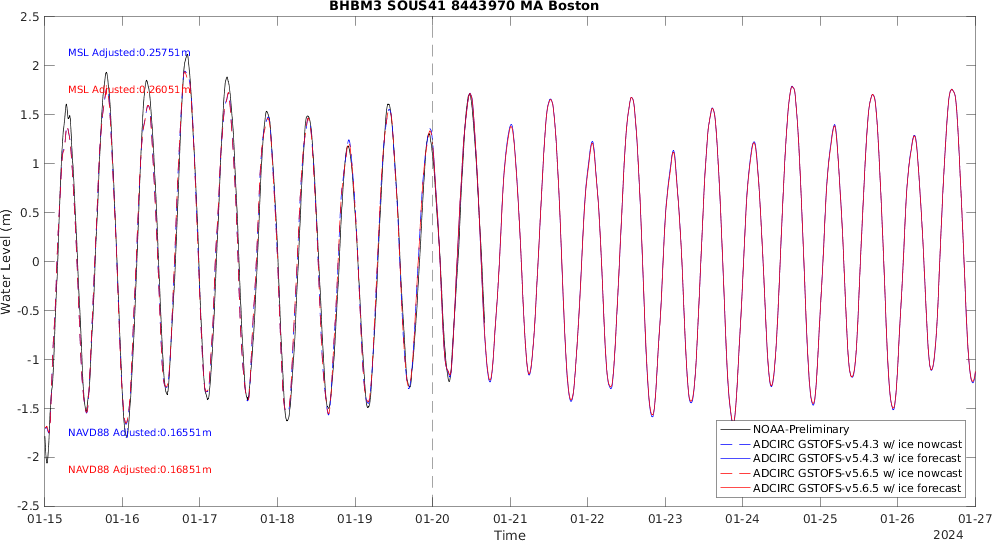 BHBM3 SOUS41 8443970 MA Boston
2.5
2
1.5
1
0.5
0
-0.5
-1
-1.5
-2
-2.5
Water Level (m)
MSL Adjusted:0.25751m
MSL Adjusted:0.26051m
NAVD88 Adjusted:0.16551m
NAVD88 Adjusted:0.16851m
NOAA-Preliminary
ADCIRC GSTOFS-v5.4.3 w/ ice nowcast
ADCIRC GSTOFS-v5.4.3 w/ ice forecast
ADCIRC GSTOFS-v5.6.5 w/ ice nowcast
ADCIRC GSTOFS-v5.6.5 w/ ice forecast
01-15 01-16 01-17 01-18 01-19 01-20 01-21 01-22 01-23 01-24 01-25 01-26 01-27
Time
2024